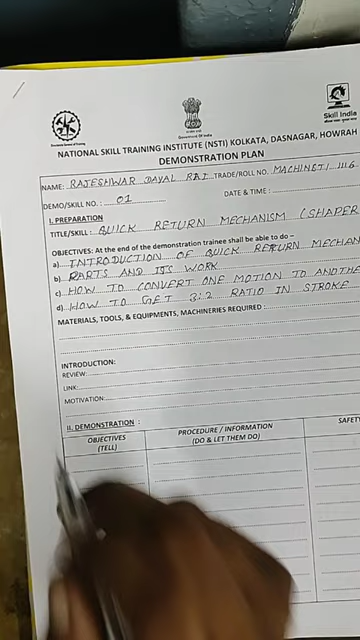 Government Of India
Skill India
NATIONAL SKILL TRAINING INSTITUTE (NSTI) KOLKATA, DASNAGAR, HOWRAH
DEMONSTRATION PLAN
NAME: RAJESHWAR DAYAL RAI TRADE/ROLL NO. MACHINIST/ 1116
DEMO/SKILL NO. : 01 DATE & TIME :
I. PREPARATION
TITLE/SKILL : QUICK RETURN MECHANISM (SHAPER
OBJECTIVES: At the end of the demonstration trainee shall be able to do –
a) INTRODUCTION OF QUICK RETURN MECHAN
b) PARTS AND ITS WORK
c) HOW TO CONVERT ONE MOTION TO ANOTHE
d) HOW TO GET 3:2 RATIO IN STROKE
MATERIALS, TOOLS, & EQUIPMENTS, MACHINERIES REQUIRED :
INTRODUCTION:
REVIEW:
LINK:
MOTIVATION:
II. DEMONSTRATION :
OBJECTIVES (TELL) PROCEDURE / INFORMATION (DO & LET THEM DO) SAFETY